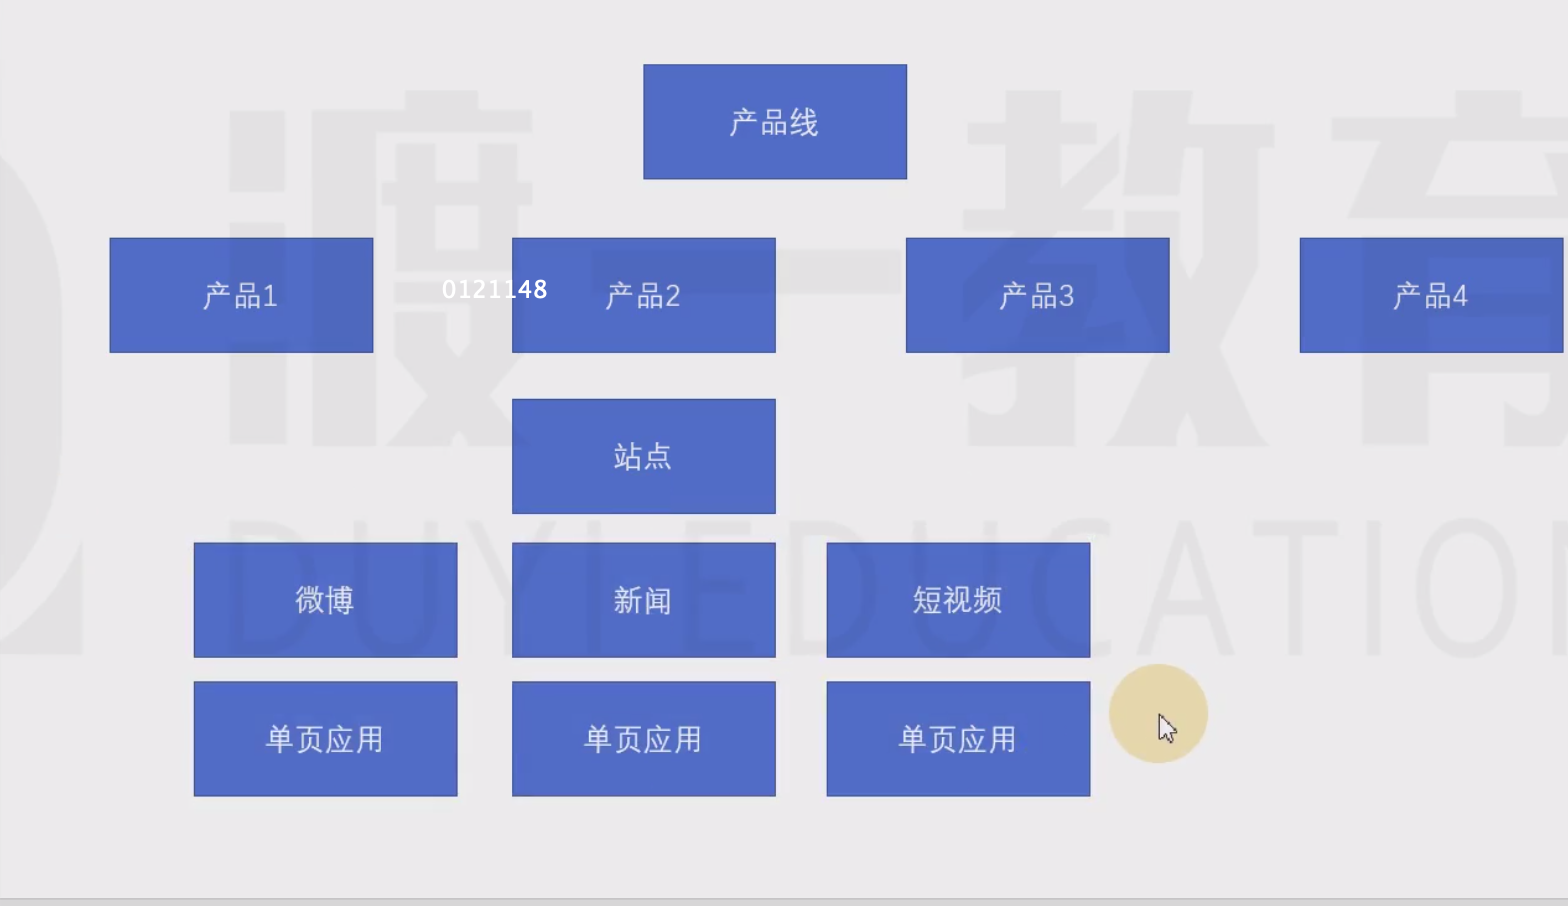 产品线
产品1
0121148
产品2
产品3
产品4
站点
微博
新闻
短视频
单页应用
单页应用
单页应用
渡一教育
DUYI EDUCATION